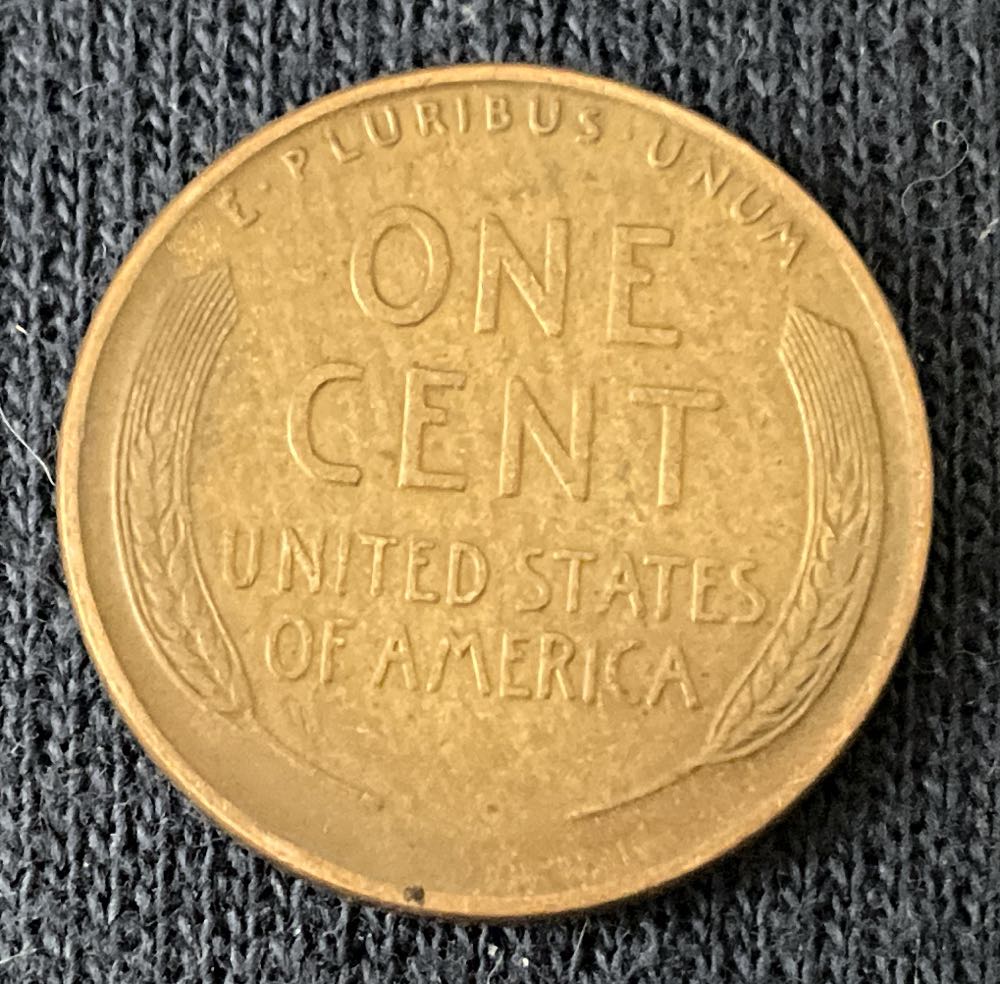 E · PLURIBUS · UNUM
ONE
CENT
UNITED STATES
OF AMERICA